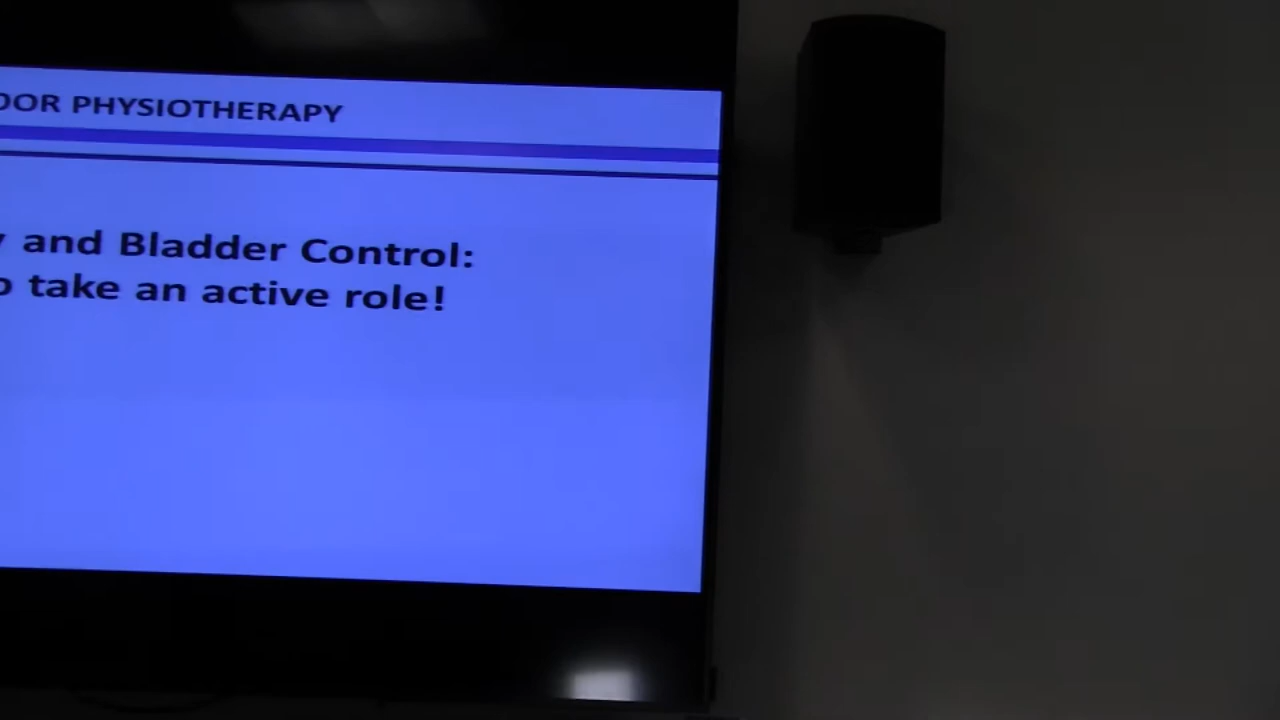 OOR PHYSIOTHERAPY
and Bladder Control:
take an active role!